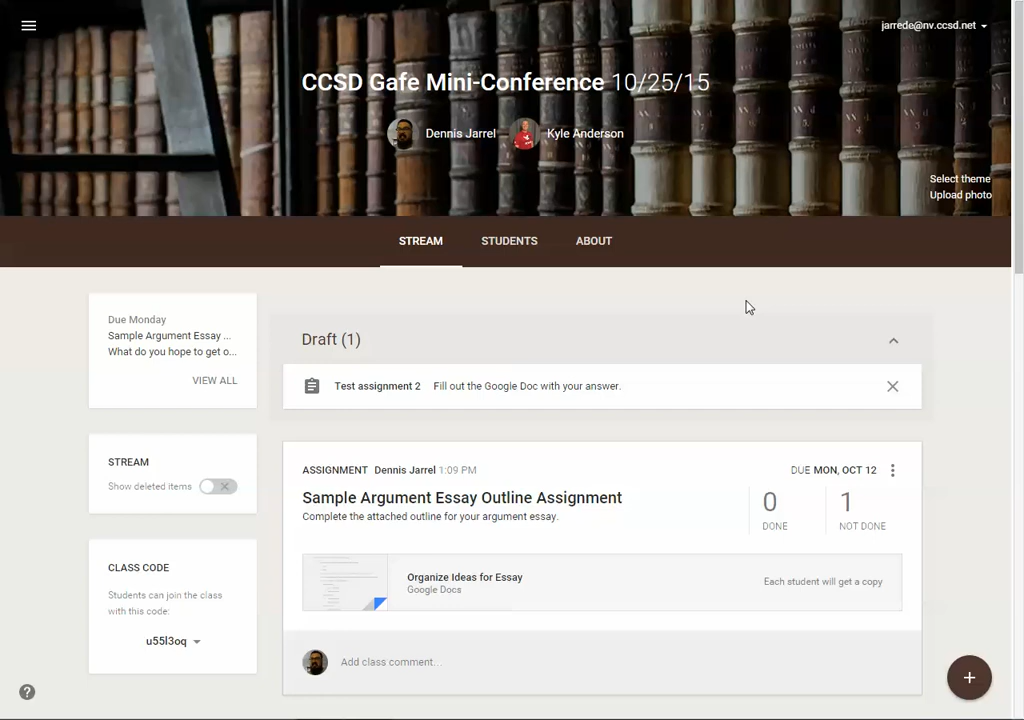 jarrede@nv.ccsd.net
CCSD Gafe Mini-Conference 10/25/15
Dennis Jarrel Kyle Anderson
Select theme
Upload photo
STREAM STUDENTS ABOUT
Due Monday
Sample Argument Essay ...
What do you hope to get o...
VIEW ALL
STREAM
Show deleted items
CLASS CODE
Students can join the class
with this code:
u55l3oq
Draft (1)
Test assignment 2 Fill out the Google Doc with your answer.
ASSIGNMENT Dennis Jarrel 1:09 PM DUE MON, OCT 12
Sample Argument Essay Outline Assignment
Complete the attached outline for your argument essay.
0 1
DONE NOT DONE
Organize Ideas for Essay
Google Docs
Each student will get a copy
Add class comment...